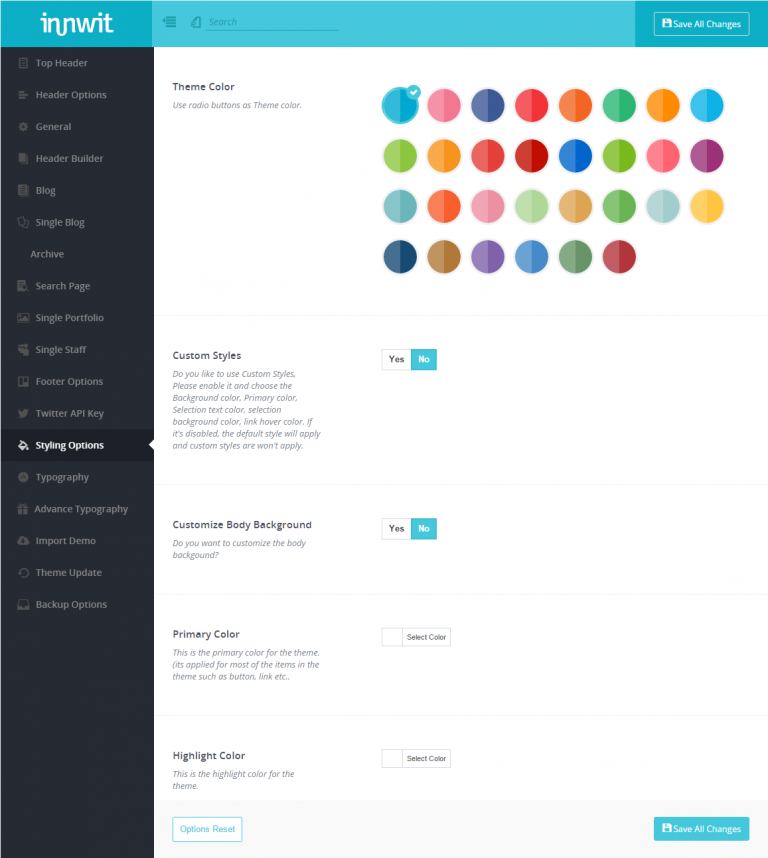 innwit
Search
Save All Changes
Top Header
Header Options
General
Header Builder
Blog
Single Blog
Archive
Search Page
Single Portfolio
Single Staff
Footer Options
Twitter API Key
Styling Options
Typography
Advance Typography
Import Demo
Theme Update
Backup Options
Theme Color
Use radio buttons as Theme color.
Custom Styles
Do you like to use Custom Styles,
Please enable it and choose the
Background color, Primary color,
Selection text color, selection
background color, link hover color. If
it's disabled, the default style will apply
and custom styles are won't apply.
Yes No
Customize Body Background
Do you want to customize the body
backgound?
Yes No
Primary Color
This is the primary color for the theme.
(its applied for most of the items in the
theme such as button, link etc..
Select Color
Highlight Color
This is the highlight color for the
theme.
Select Color
Options Reset
Save All Changes